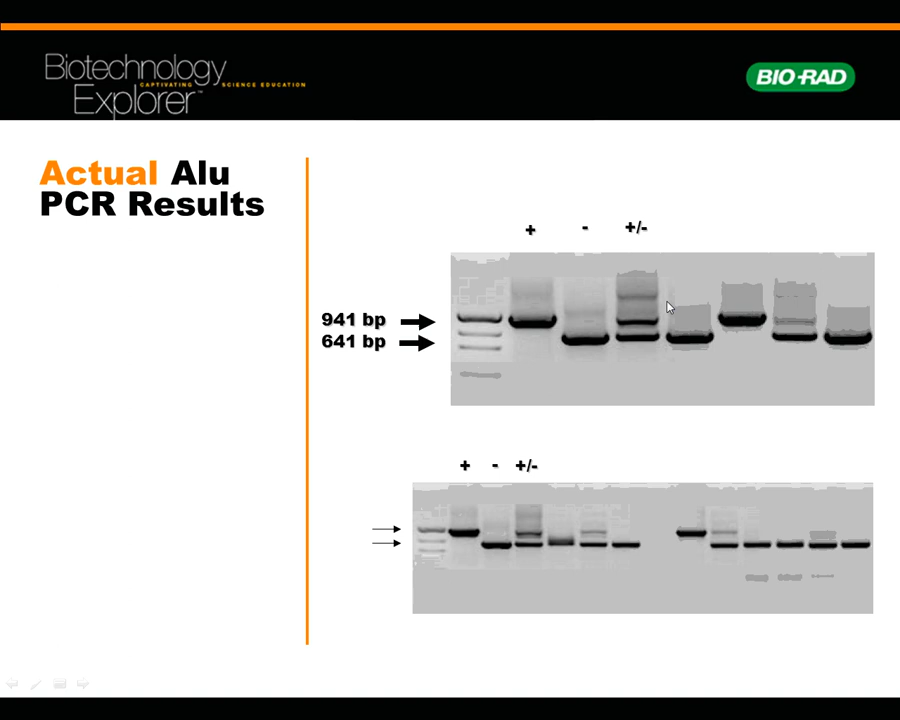 Biotechnology
CAPTIVATING SCIENCE EDUCATION
Explorer™
BIO-RAD
Actual Alu
PCR Results
+ - +/-
941 bp
641 bp
+ - +/-